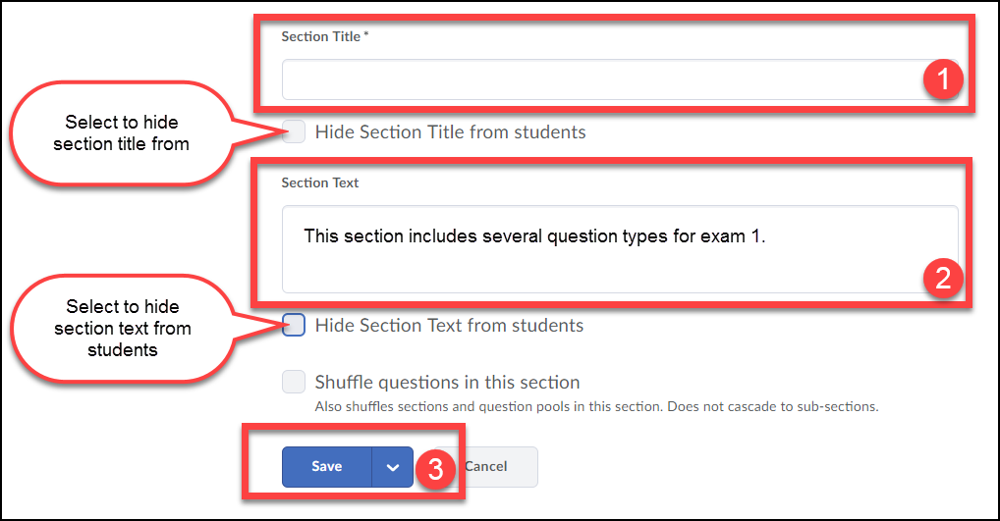 Section Title *
1
Select to hide
section title from
Hide Section Title from students
Section Text
This section includes several question types for exam 1.
2
Select to hide
section text from
students
Hide Section Text from students
Shuffle questions in this section
Also shuffles sections and question pools in this section. Does not cascade to sub-sections.
Save
3
Cancel